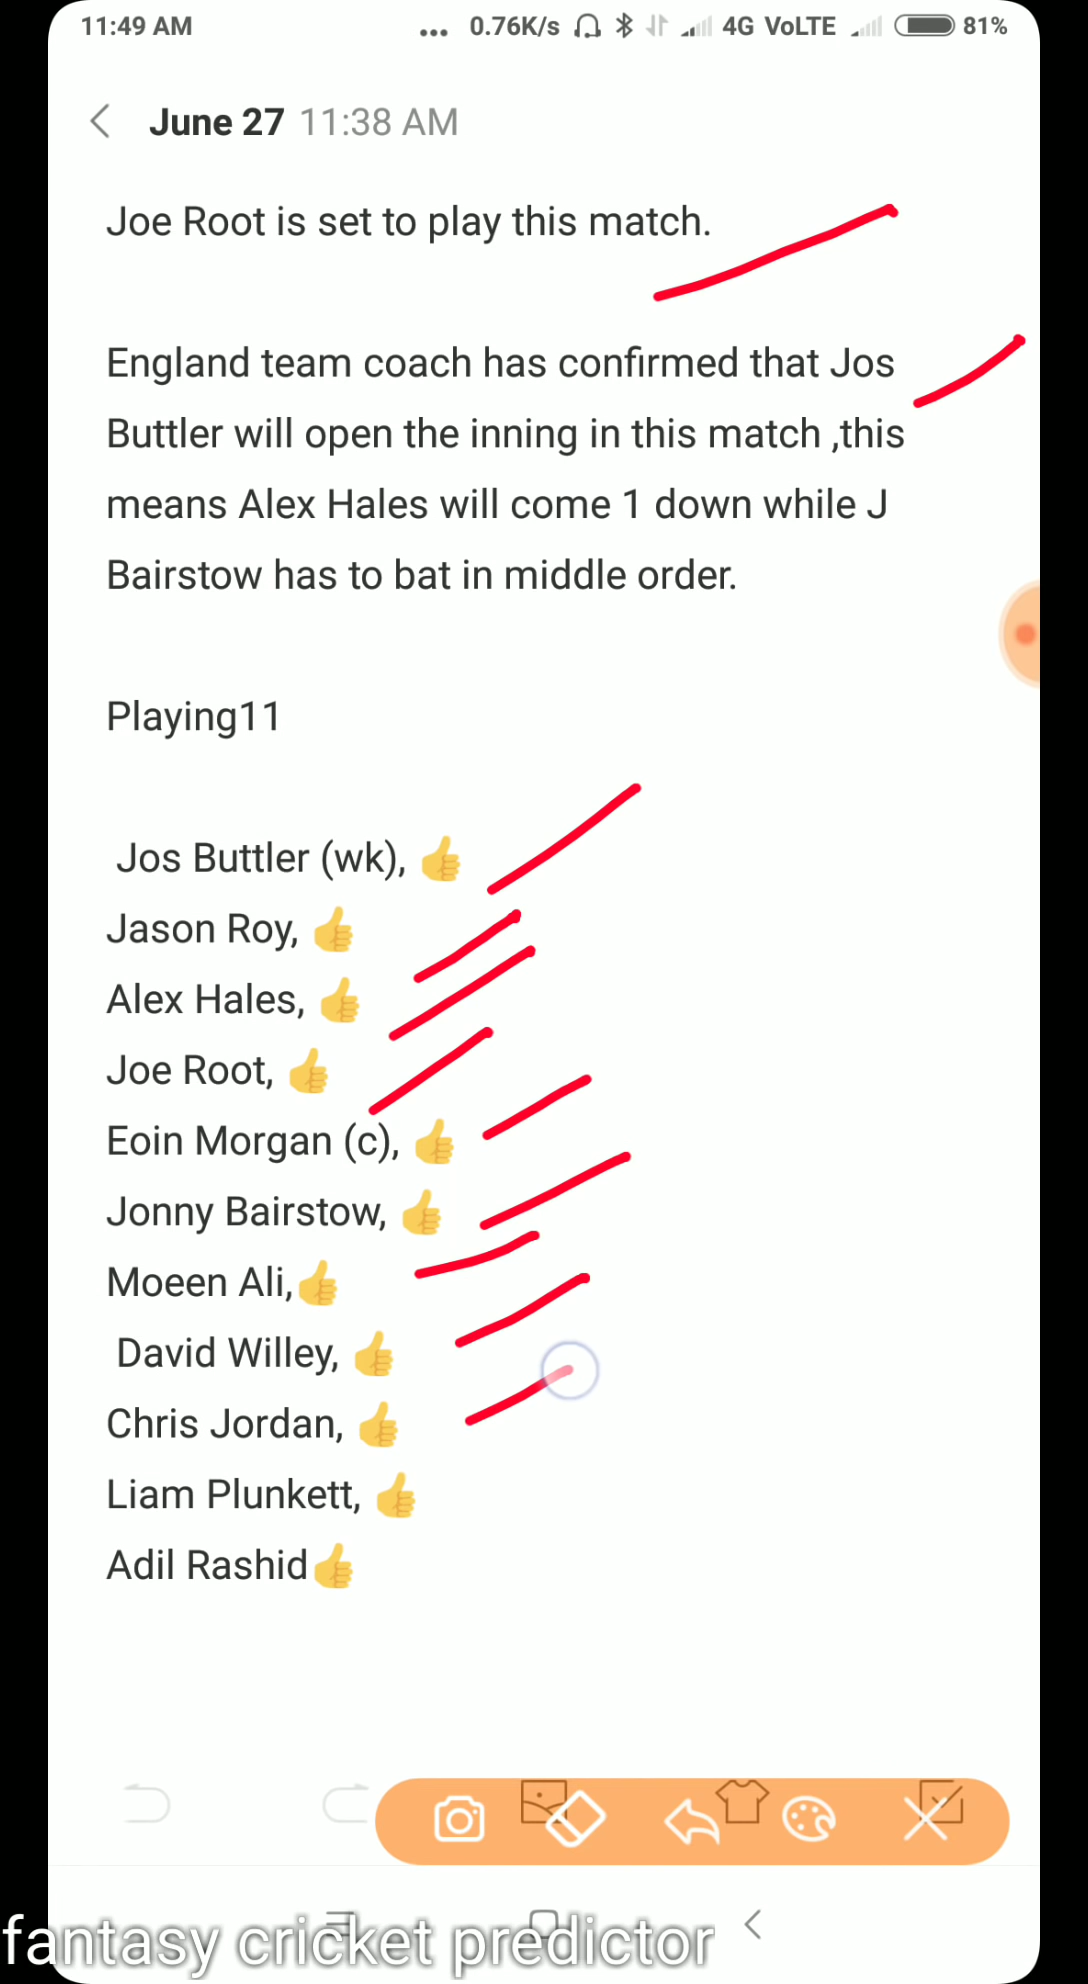 11:49 AM ... 0.76K/s 4G VoLTE 81%
June 27 11:38 AM
Joe Root is set to play this match.
England team coach has confirmed that Jos
Buttler will open the inning in this match ,this
means Alex Hales will come 1 down while J
Bairstow has to bat in middle order.
Playing11
Jos Buttler (wk), 👍
Jason Roy, 👍
Alex Hales, 👍
Joe Root, 👍
Eoin Morgan (c), 👍
Jonny Bairstow, 👍
Moeen Ali,👍
David Willey, 👍
Chris Jordan, 👍
Liam Plunkett, 👍
Adil Rashid👍
fantasy cricket predictor